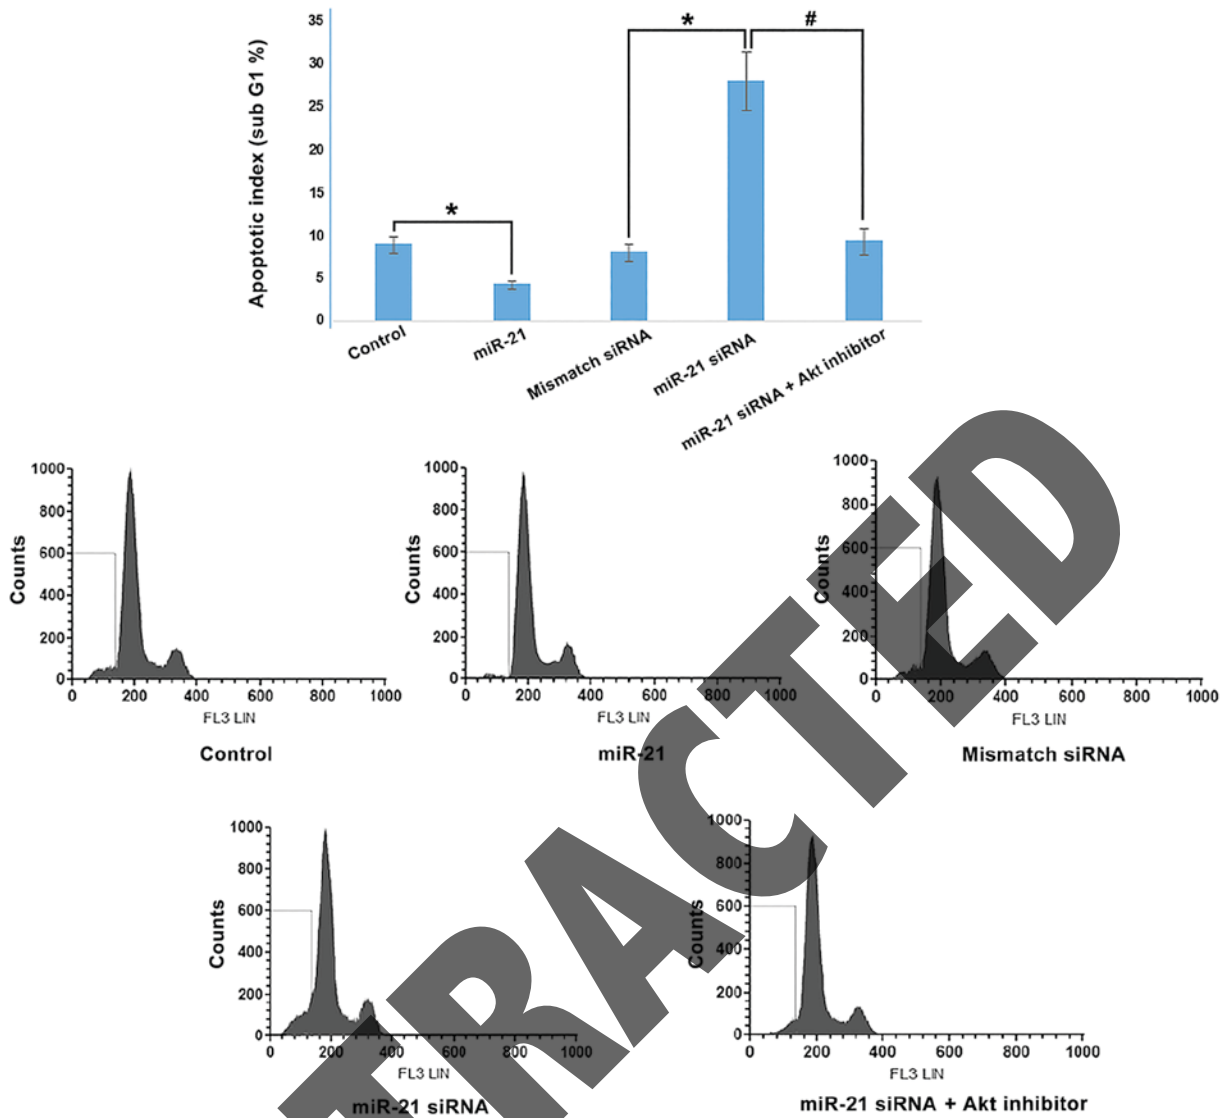 Apoptotic index (sub G1 %)
35
30
25
20
15
10
5
0
*
*
#
Control
miR-21
Mismatch siRNA
miR-21 siRNA
miR-21 siRNA + Akt inhibitor
Counts
1000
800
600
400
200
0
0 200 400 600 800 1000
FL3 LIN
Control
Counts
1000
800
600
400
200
0
0 200 400 600 800 1000
FL3 LIN
miR-21
Counts
1000
800
600
400
200
0
0 200 400 600 800 1000
FL3 LIN
Mismatch siRNA
Counts
1000
800
600
400
200
0
0 200 400 600 800 1000
FL3 LIN
miR-21 siRNA
Counts
1000
800
600
400
200
0
0 200 400 600 800 1000
FL3 LIN
miR-21 siRNA + Akt inhibitor
TRACTED